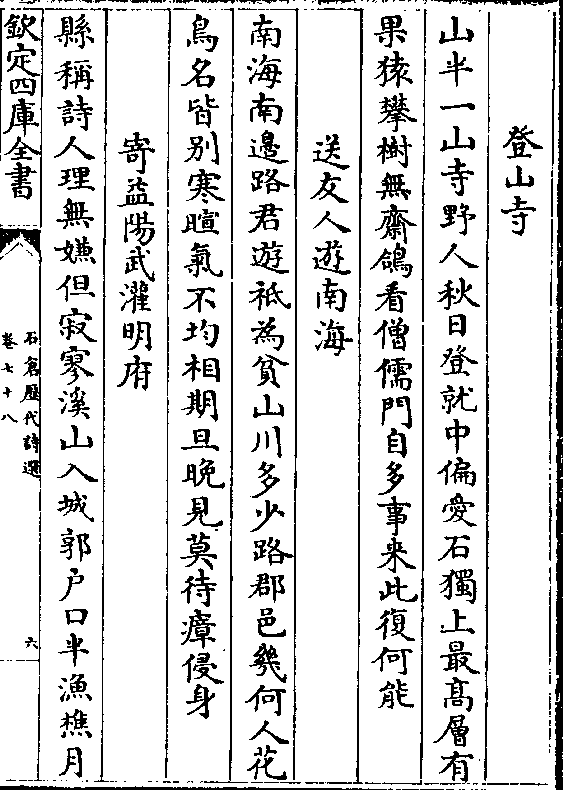 登山寺
山半一山寺野人秋日登就中偏愛石獨上最髙層有
果猿攀樹無齋鴿看僧儒門自多事来此復何能
送友人遊南海
南海南邉路君遊祗為貧山川多少路郡邑幾何人花
鳥名皆别寒暄氣不均相期旦晚見莫待瘴侵身
寄益陽武灌明府
縣稱詩人理無嫌但寂寥溪山入城郭户口半漁樵月
欽定四庫全書
石倉歴代詩選
卷七十八
六